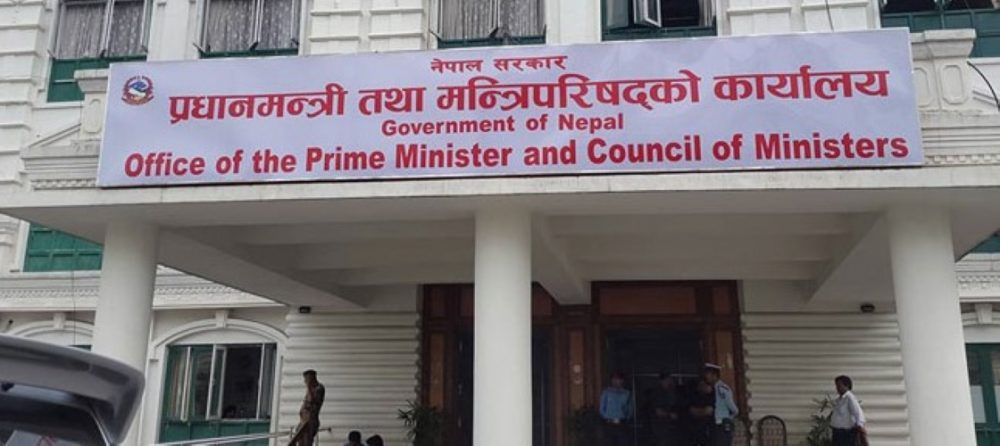 नेपाल सरकार
प्रधानमन्त्री तथा मन्त्रिपरिषद्को कार्यालय
Government of Nepal
Office of the Prime Minister and Council of Ministers